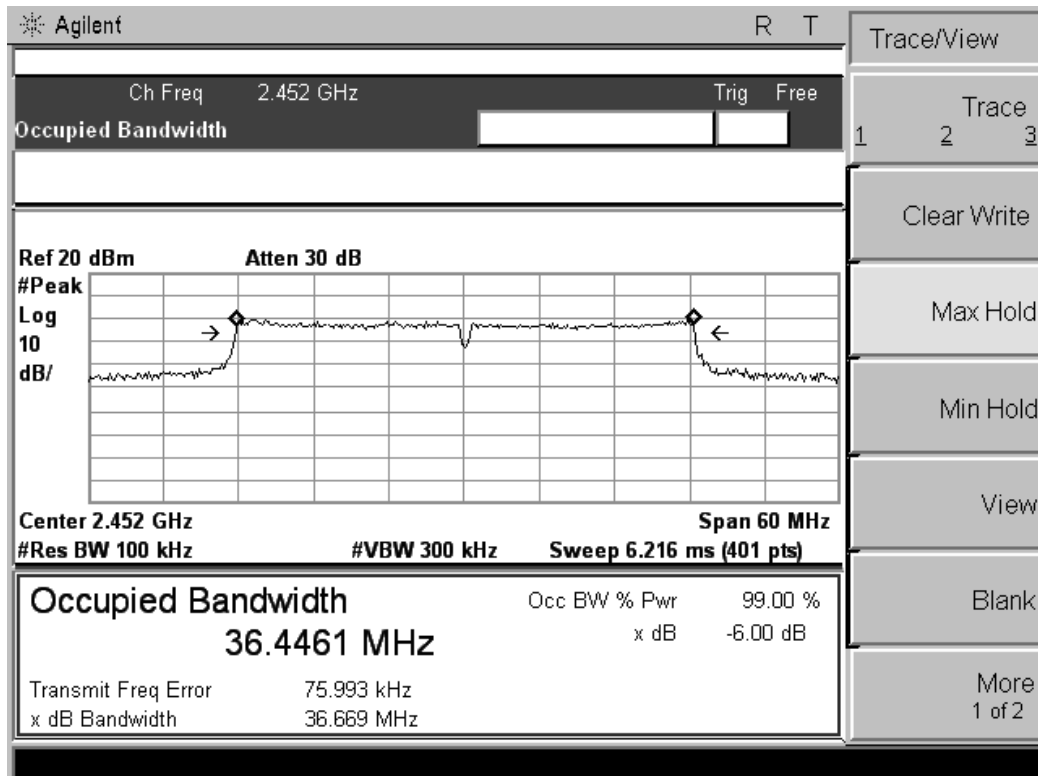 Agilent R T
Ch Freq 2.452 GHz Trig Free
Occupied Bandwidth
Ref 20 dBm Atten 30 dB
#Peak
Log
10
dB/
Center 2.452 GHz Span 60 MHz
#Res BW 100 kHz #VBW 300 kHz Sweep 6.216 ms (401 pts)
Occupied Bandwidth
36.4461 MHz
Occ BW % Pwr 99.00 %
x dB -6.00 dB
Transmit Freq Error 75.993 kHz
x dB Bandwidth 36.669 MHz
Trace/View
Trace
1 2 3
Clear Write
Max Hold
Min Hold
View
Blank
More
1 of 2